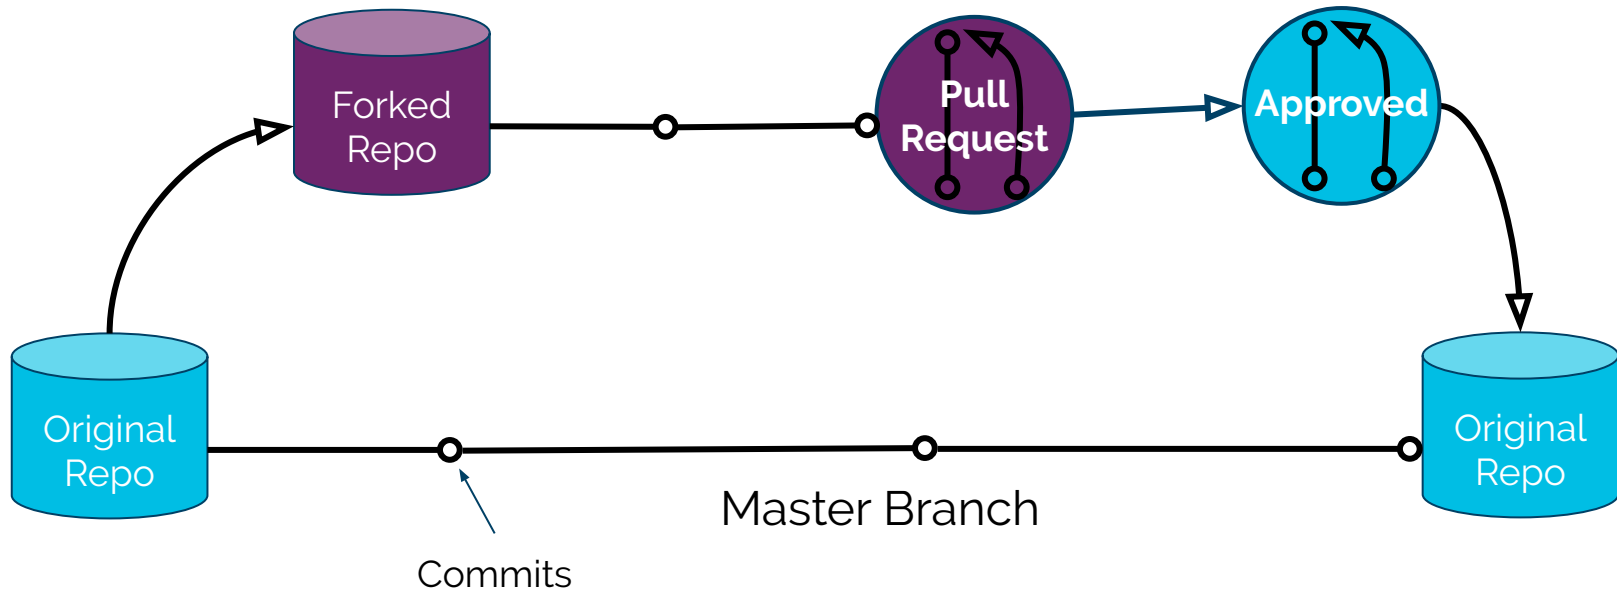 Forked
Repo
Pull
Request
Approved
Original
Repo
Original
Repo
Master Branch
Commits